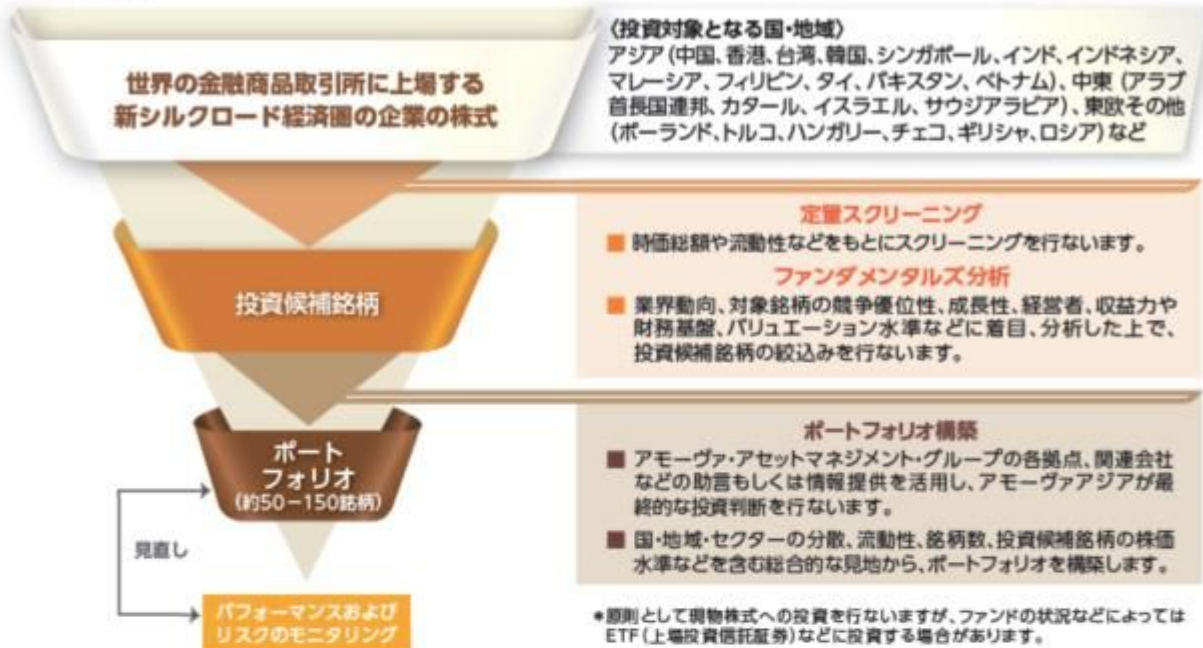 世界の金融商品取引所に上場する
新シルクロード経済圏の企業の株式
〈投資対象となる国・地域〉
アジア(中国、香港、台湾、韓国、シンガポール、インド、インドネシア、
マレーシア、フィリピン、タイ、パキスタン、ベトナム)、中東(アラブ
首長国連邦、カタール、イスラエル、サウジアラビア)、東欧その他
(ポーランド、トルコ、ハンガリー、チェコ、ギリシャ、ロシア)など
投資候補銘柄
定量スクリーニング
■ 時価総額や流動性などをもとにスクリーニングを行ないます。
ファンダメンタルズ分析
■ 業界動向、対象銘柄の競争優位性、成長性、経営者、収益力や
財務基盤、バリュエーション水準などに着目、分析した上で、
投資候補銘柄の絞込みを行ないます。
ポート
フォリオ
(約50-150銘柄)
ポートフォリオ構築
■ アモーヴァ・アセットマネジメント・グループの各拠点、関連会社
などの助言もしくは情報提供を活用し、アモーヴァアジアが最
終的な投資判断を行ないます。
■ 国・地域・セクターの分散、流動性、銘柄数、投資候補銘柄の株価
水準などを含む総合的な見地から、ポートフォリオを構築します。
見直し
パフォーマンスおよび
リスクのモニタリング
*原則として現物株式への投資を行ないますが、ファンドの状況などによっては
ETF(上場投資信託証券)などに投資する場合があります。